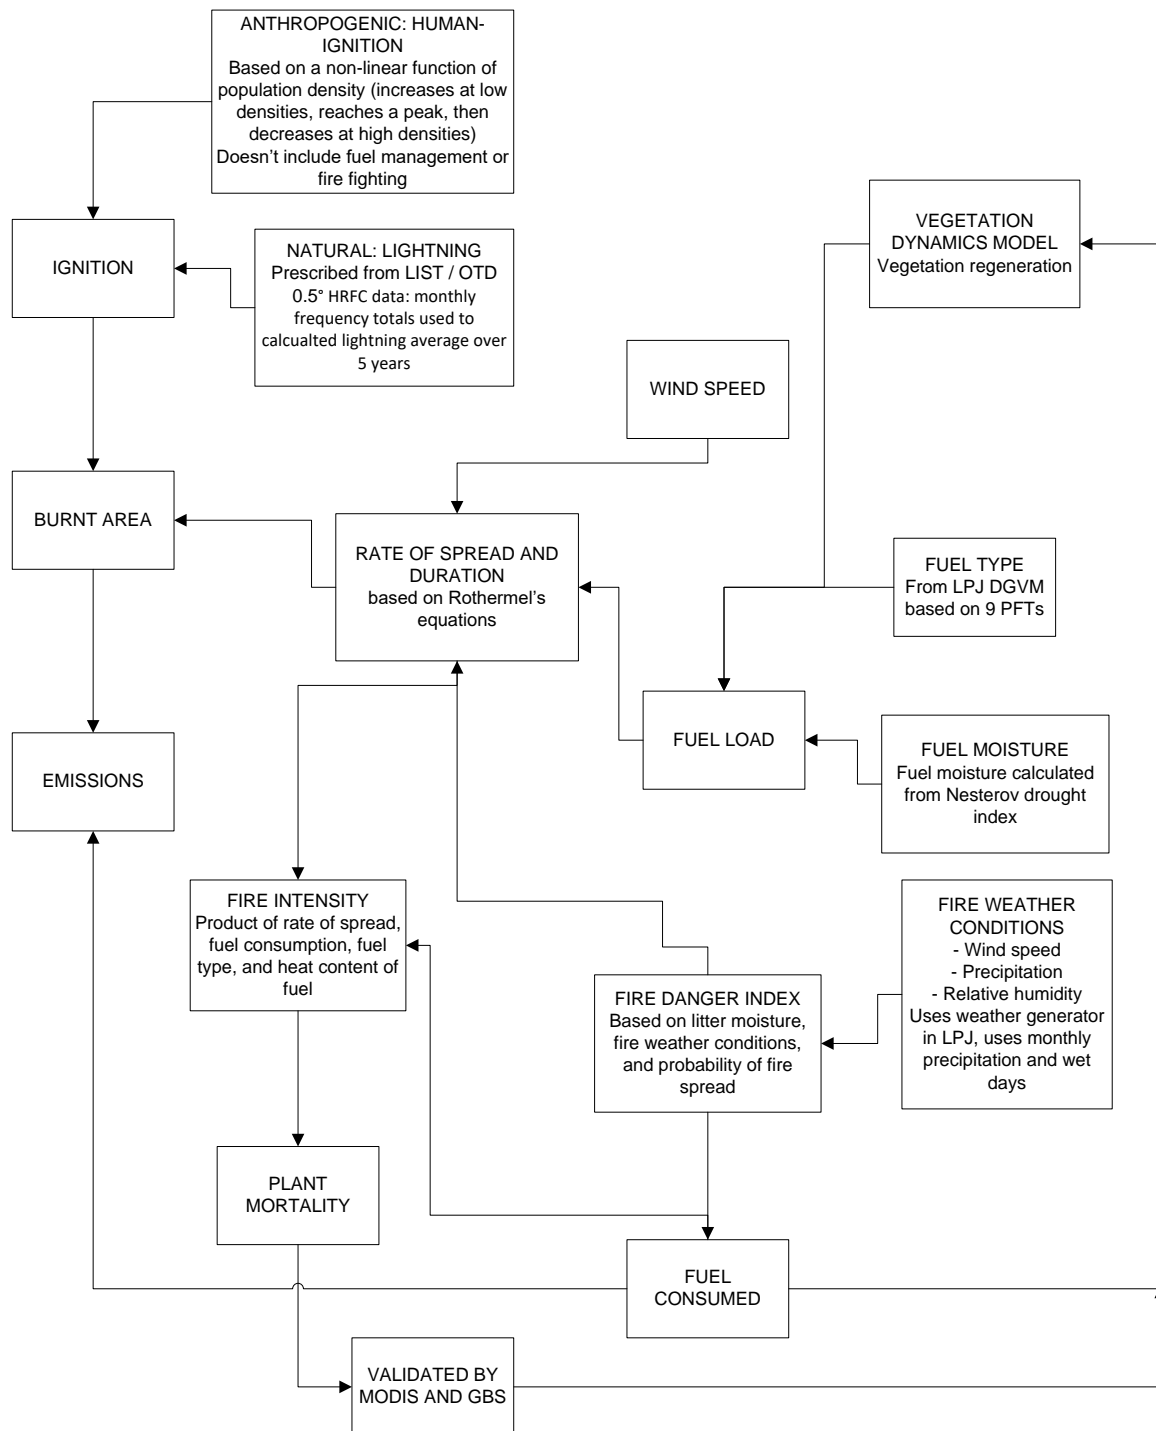 ANTHROPOGENIC: HUMAN-
IGNITION
Based on a non-linear function of
population density (increases at low
densities, reaches a peak, then
decreases at high densities)
Doesn't include fuel management or
fire fighting
IGNITION
NATURAL: LIGHTNING
Prescribed from LIST / OTD
0.5° HRFC data: monthly
frequency totals used to
calcualted lightning average over
5 years
VEGETATION
DYNAMICS MODEL
Vegetation regeneration
WIND SPEED
BURNT AREA
RATE OF SPREAD AND
DURATION
based on Rothermel's
equations
FUEL TYPE
From LPJ DGVM
based on 9 PFTs
FUEL LOAD
FUEL MOISTURE
Fuel moisture calculated
from Nesterov drought
index
EMISSIONS
FIRE INTENSITY
Product of rate of spread,
fuel consumption, fuel
type, and heat content of
fuel
FIRE DANGER INDEX
Based on litter moisture,
fire weather conditions,
and probability of fire
spread
FIRE WEATHER
CONDITIONS
- Wind speed
- Precipitation
- Relative humidity
Uses weather generator
in LPJ, uses monthly
precipitation and wet
days
PLANT
MORTALITY
FUEL
CONSUMED
VALIDATED BY
MODIS AND GBS